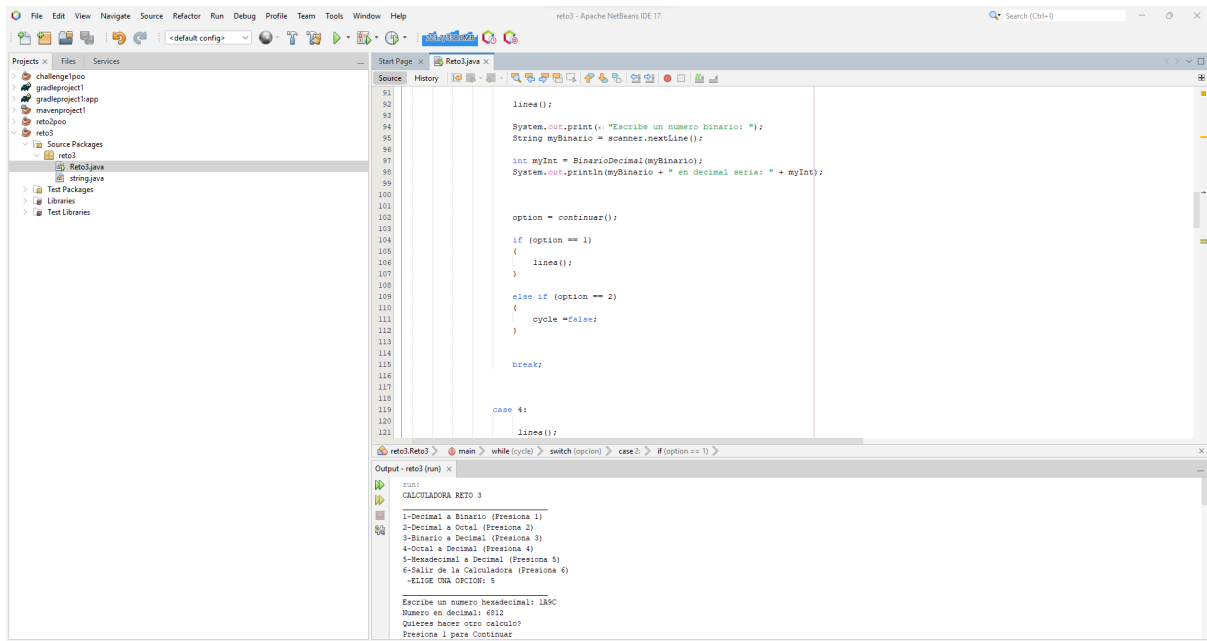 File Edit View Navigate Source Refactor Run Debug Profile Team Tools Window Help
reto3 - Apache NetBeans IDE 17
Search (Ctrl+I)
<default config>
Projects
Files
Services
challenge1poo
gradleproject1
gradleproject1:app
mavenproject1
reto2poo
reto3
Source Packages
reto3
Reto3.java
string.java
Test Packages
Libraries
Test Libraries
Start Page
Reto3.java
Source
History
91
92 linea();
93
94 System.out.print(s: "Escribe un numero binario: ");
95 String myBinario = scanner.nextLine();
96
97 int myInt = BinarioDecimal(myBinario);
98 System.out.println(myBinario + " en decimal seria: " + myInt);
99
100
101
102 option = continuar();
103
104 if (option == 1)
105 {
106 linea();
107 }
108
109 else if (option == 2)
110 {
111 cycle =false;
112 }
113
114
115 break;
116
117
118
119 case 4:
120
121 linea();
reto3.Reto3
main
while (cycle)
switch (opcion)
case 2:
if (option == 1)
Output - reto3 (run)
run:
CALCULADORA RETO 3
1-Decimal a Binario (Presiona 1)
2-Decimal a Octal (Presiona 2)
3-Binario a Decimal (Presiona 3)
4-Octal a Decimal (Presiona 4)
5-Hexadecimal a Decimal (Presiona 5)
6-Salir de la Calculadora (Presiona 6)
-ELIGE UNA OPCION: 5
Escribe un numero hexadecimal: 1A9C
Numero en decimal: 6812
Quieres hacer otro calculo?
Presiona 1 para Continuar